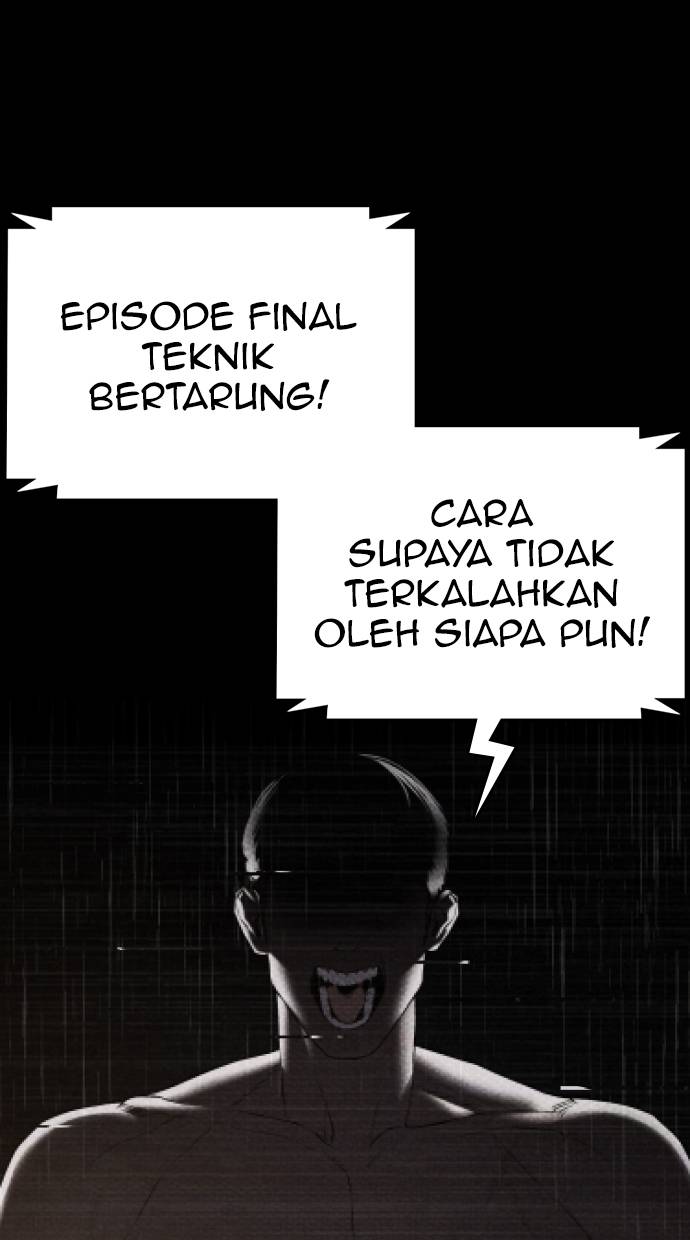 EPISODE FINAL
TEKNIK
BERTARUNG!
CARA
SUPAYA TIDAK
TERKALAHKAN
OLEH SIAPA PUN!